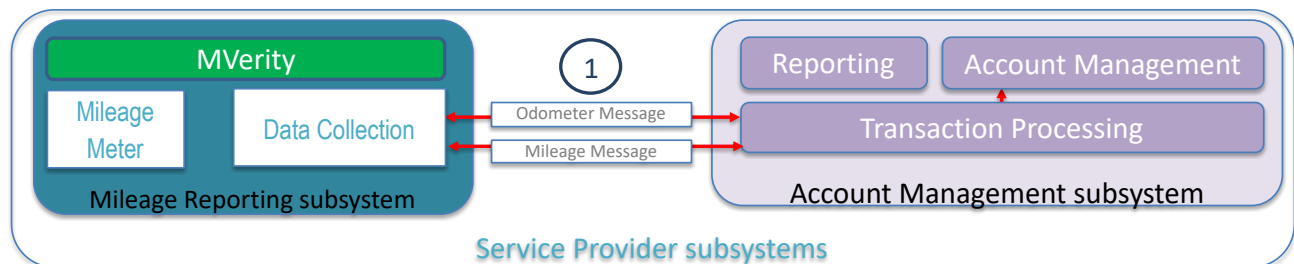 MVerity
Mileage
Meter
Data Collection
Mileage Reporting subsystem
1
Odometer Message
Mileage Message
Reporting
Account Management
Transaction Processing
Account Management subsystem
Service Provider subsystems